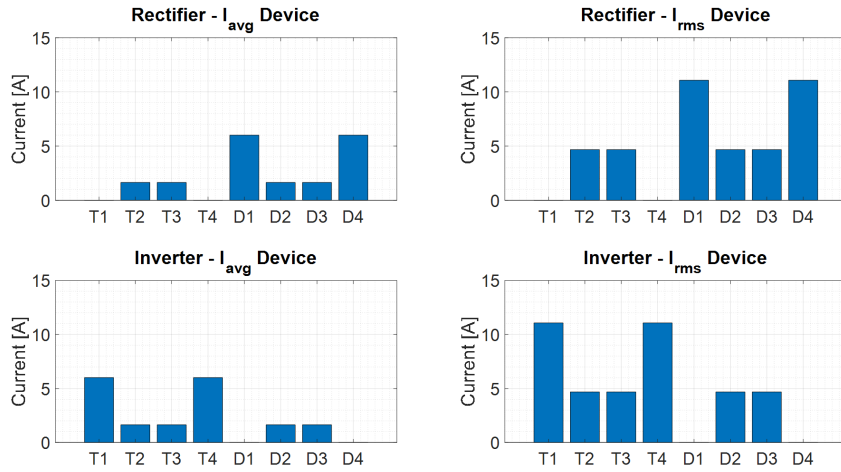 Rectifier - Iavg Device
15
10
5
0
Current [A]
T1 T2 T3 T4 D1 D2 D3 D4
Rectifier - Irms Device
15
10
5
0
Current [A]
T1 T2 T3 T4 D1 D2 D3 D4
Inverter - Iavg Device
15
10
5
0
Current [A]
T1 T2 T3 T4 D1 D2 D3 D4
Inverter - Irms Device
15
10
5
0
Current [A]
T1 T2 T3 T4 D1 D2 D3 D4